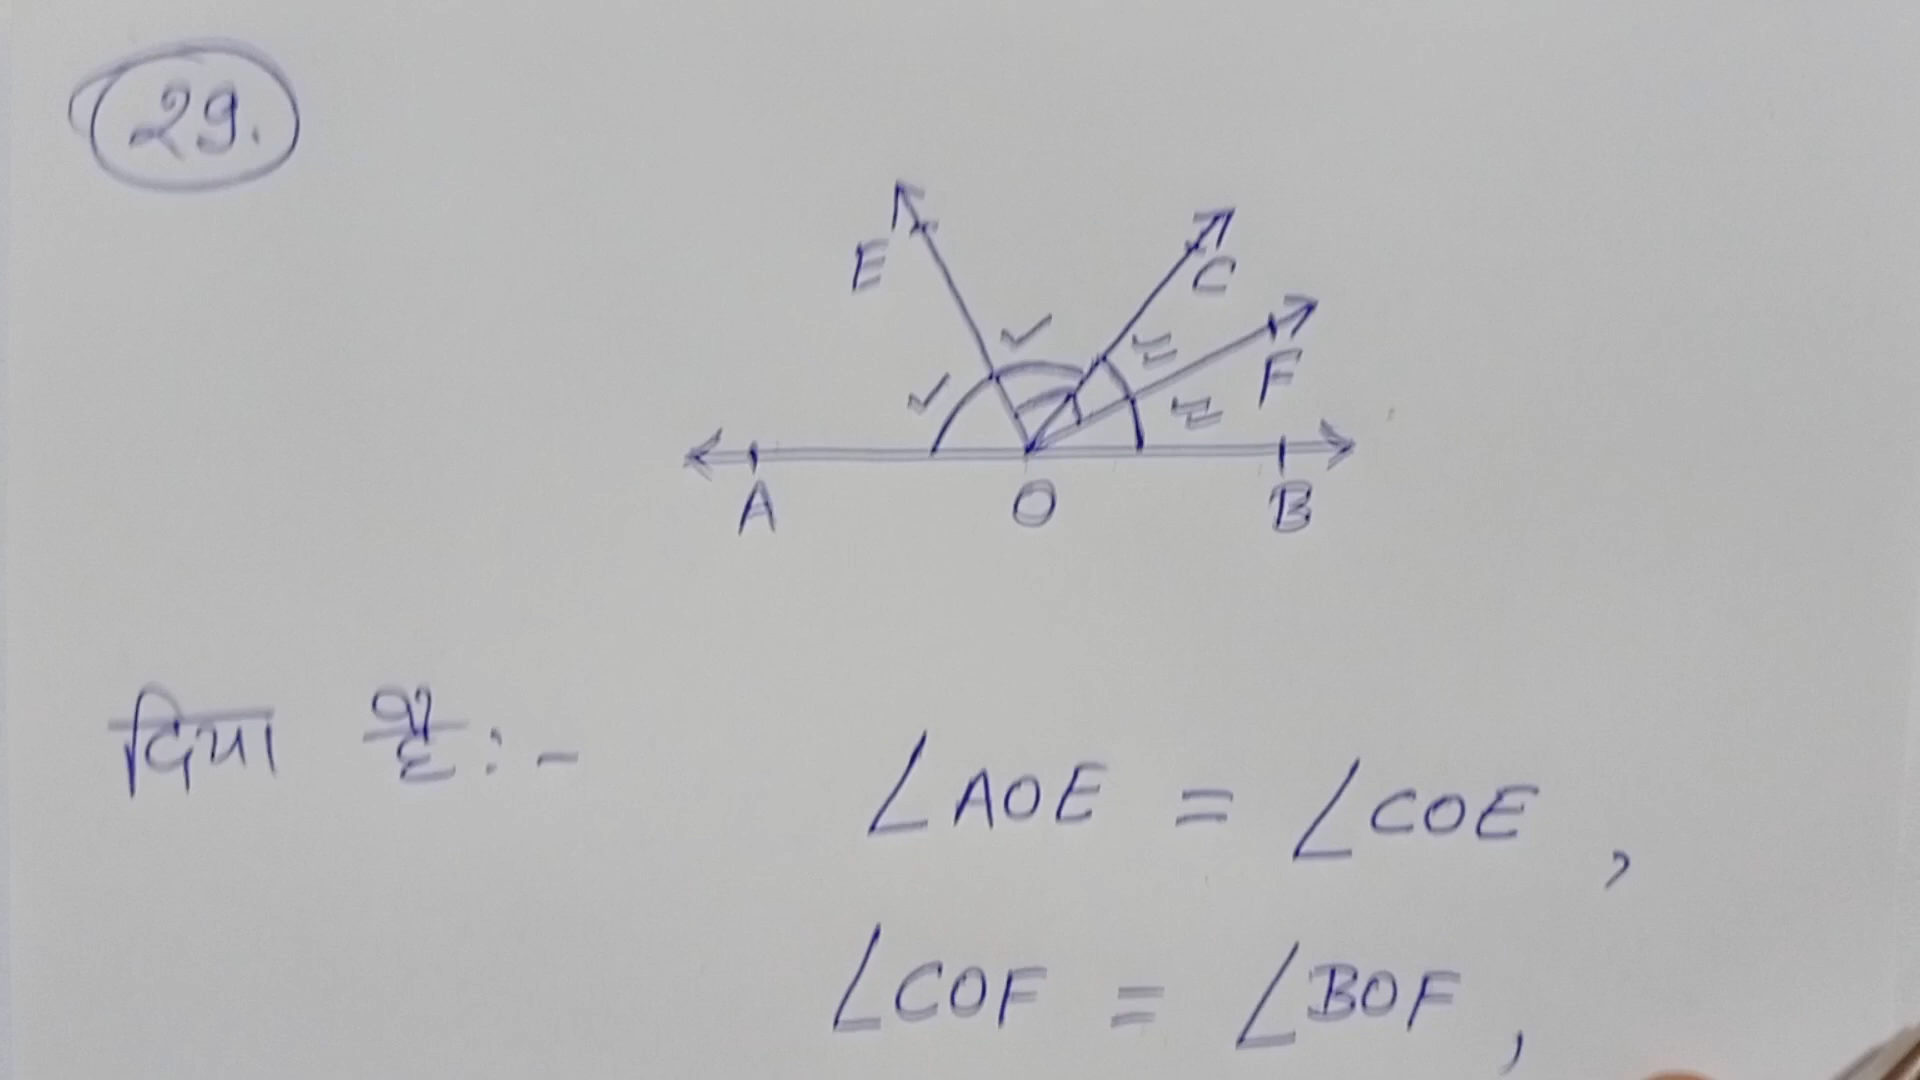 29.
E
C
F
A O B
दिया है :-
∠AOE = ∠COE ,
∠COF = ∠BOF ,